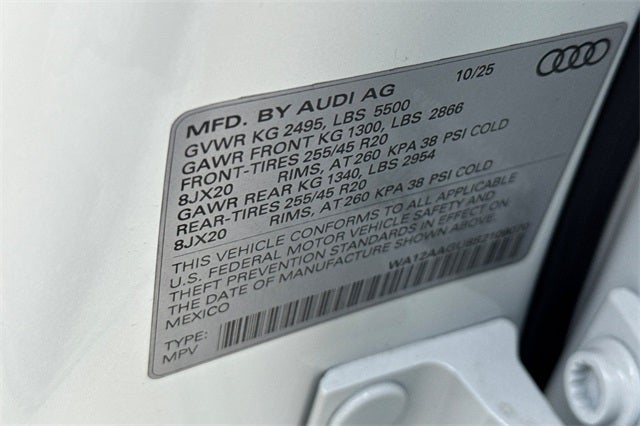 10/25
MFD. BY AUDI AG
GVWR KG 2495, LBS 5500
GAWR FRONT KG 1300, LBS 2866
FRONT-TIRES 255/45 R20
8JX20 RIMS, AT 260 KPA 38 PSI COLD
GAWR REAR KG 1340, LBS 2954
REAR-TIRES 255/45 R20
8JX20 RIMS, AT 260 KPA 38 PSI COLD
THIS VEHICLE CONFORMS TO ALL APPLICABLE
U.S. FEDERAL MOTOR VEHICLE SAFETY AND
THEFT PREVENTION STANDARDS IN EFFECT ON
THE DATE OF MANUFACTURE SHOWN ABOVE.
MEXICO
TYPE:
MPV